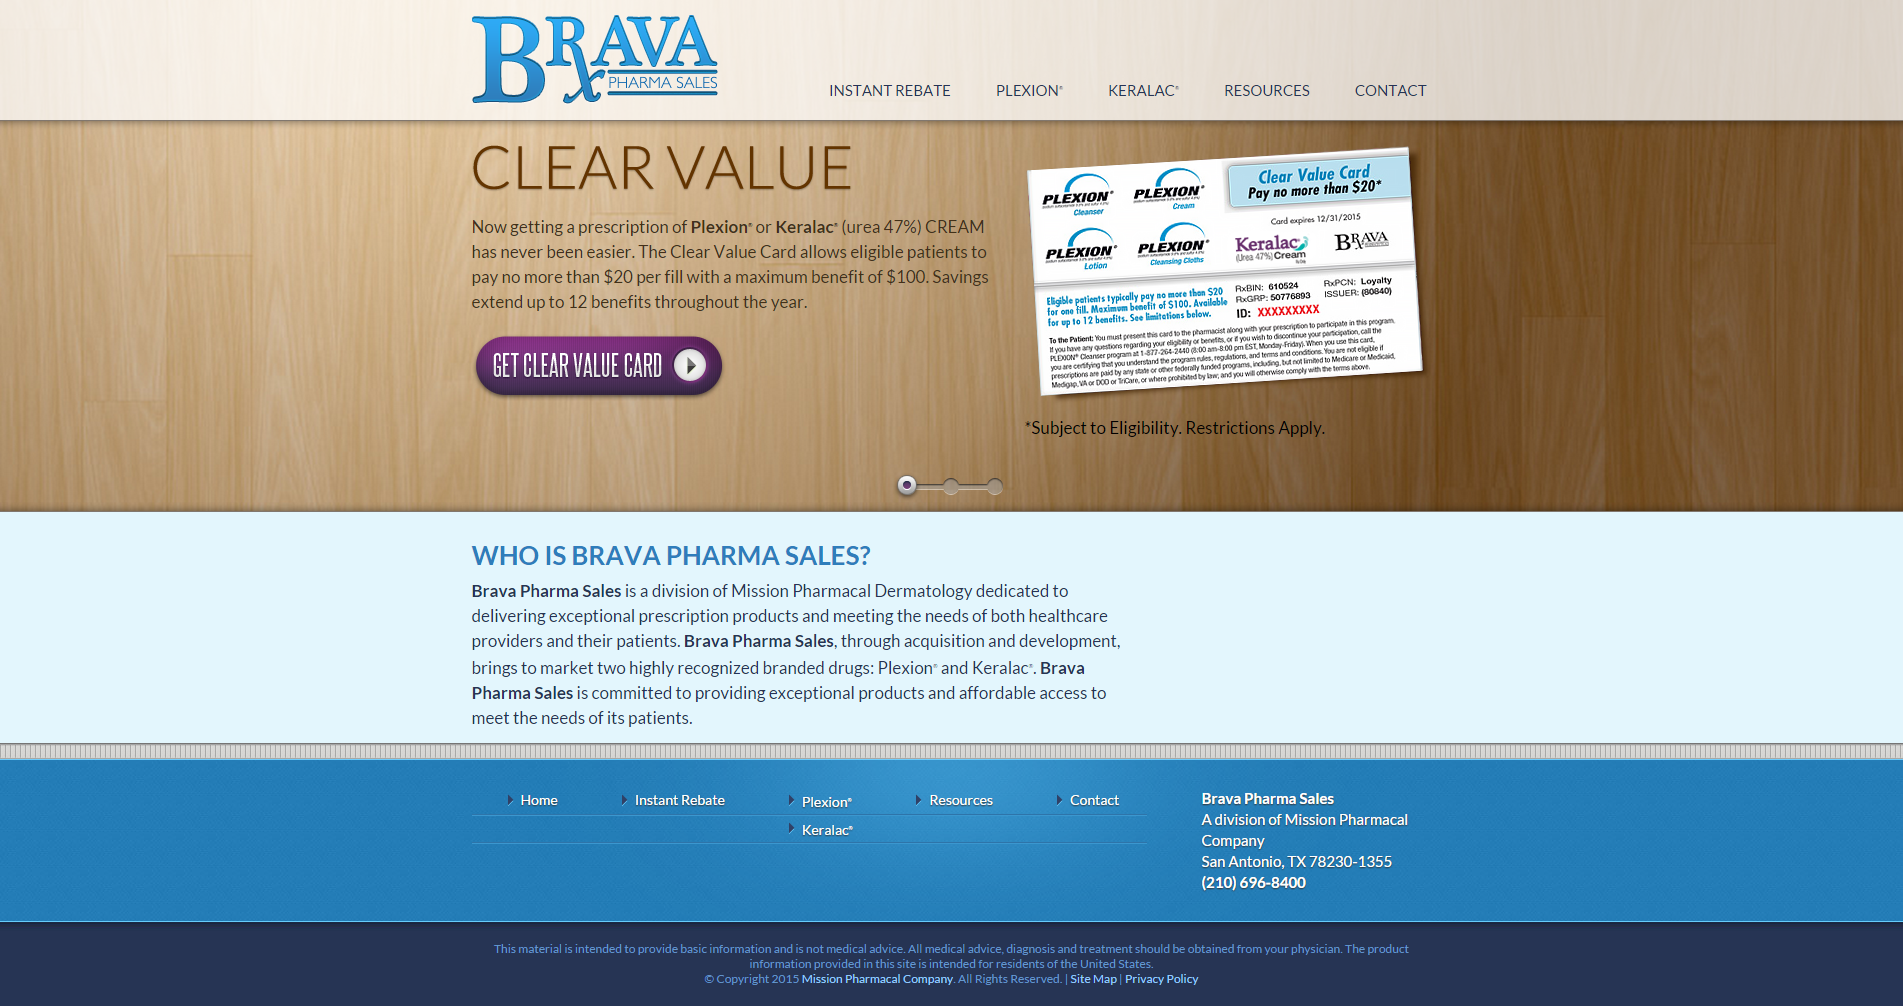 BRAVA
Rx
PHARMA SALES
INSTANT REBATE
PLEXION®
KERALAC®
RESOURCES
CONTACT
CLEAR VALUE
Now getting a prescription of Plexion® or Keralac® (urea 47%) CREAM
has never been easier. The Clear Value Card allows eligible patients to
pay no more than $20 per fill with a maximum benefit of $100. Savings
extend up to 12 benefits throughout the year.
GET CLEAR VALUE CARD
PLEXION®
Cleanser
PLEXION®
Cream
Clear Value Card
Pay no more than $20*
Card expires 12/31/2015
PLEXION®
Lotion
PLEXION®
Cleansing Cloths
Keralac®
(Urea 47%) Cream
BRAVA
Eligible patients typically pay no more than $20
for one fill. Maximum benefit of $100. Available
for up to 12 benefits. See limitations below.
RxBIN: 610524
RxGRP: 50776893
RxPCN: Loyalty
ISSUER: (80840)
ID: XXXXXXXXX
To the Patient: You must present this card to the pharmacist along with your prescription to participate in this program.
If you have any questions regarding your eligibility or benefits, or if you wish to discontinue your participation, call the
PLEXION® Cleanser program at 1-877-264-2440 (8:00 am-8:00 pm EST, Monday-Friday). When you use this card,
you are certifying that you understand the program rules, regulations, and terms and conditions. You are not eligible if
prescriptions are paid by any state or other federally funded programs, including, but not limited to Medicare or Medicaid,
Medigap, VA or DOD or TriCare, or where prohibited by law; and you will otherwise comply with the terms above.
*Subject to Eligibility. Restrictions Apply.
WHO IS BRAVA PHARMA SALES?
Brava Pharma Sales is a division of Mission Pharmacal Dermatology dedicated to
delivering exceptional prescription products and meeting the needs of both healthcare
providers and their patients. Brava Pharma Sales, through acquisition and development,
brings to market two highly recognized branded drugs: Plexion® and Keralac®. Brava
Pharma Sales is committed to providing exceptional products and affordable access to
meet the needs of its patients.
Home
Instant Rebate
Plexion®
Resources
Contact
Keralac®
Brava Pharma Sales
A division of Mission Pharmacal
Company
San Antonio, TX 78230-1355
(210) 696-8400
This material is intended to provide basic information and is not medical advice. All medical advice, diagnosis and treatment should be obtained from your physician. The product
information provided in this site is intended for residents of the United States.
© Copyright 2015 Mission Pharmacal Company. All Rights Reserved. | Site Map | Privacy Policy